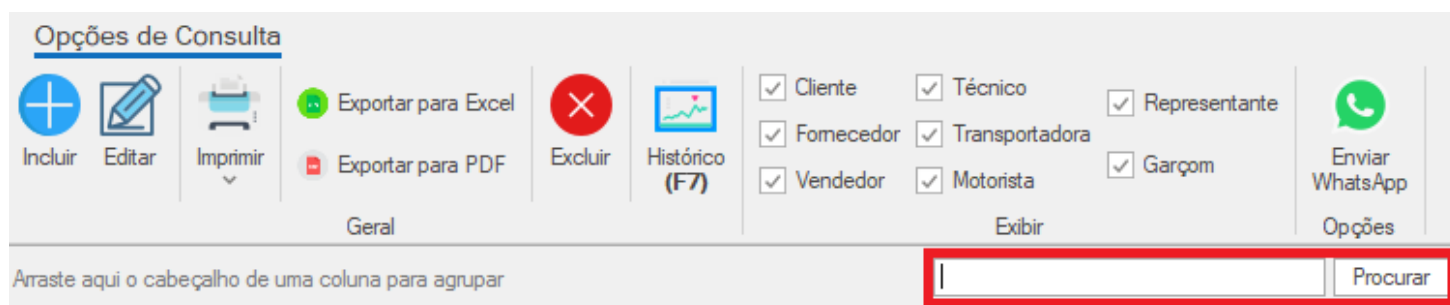 Opções de Consulta
Incluir
Editar
Imprimir
Exportar para Excel
Exportar para PDF
Excluir
Histórico
(F7)
Cliente
Fornecedor
Vendedor
Técnico
Transportadora
Motorista
Representante
Garçom
Enviar
WhatsApp
Geral
Exibir
Opções
Arraste aqui o cabeçalho de uma coluna para agrupar
Procurar